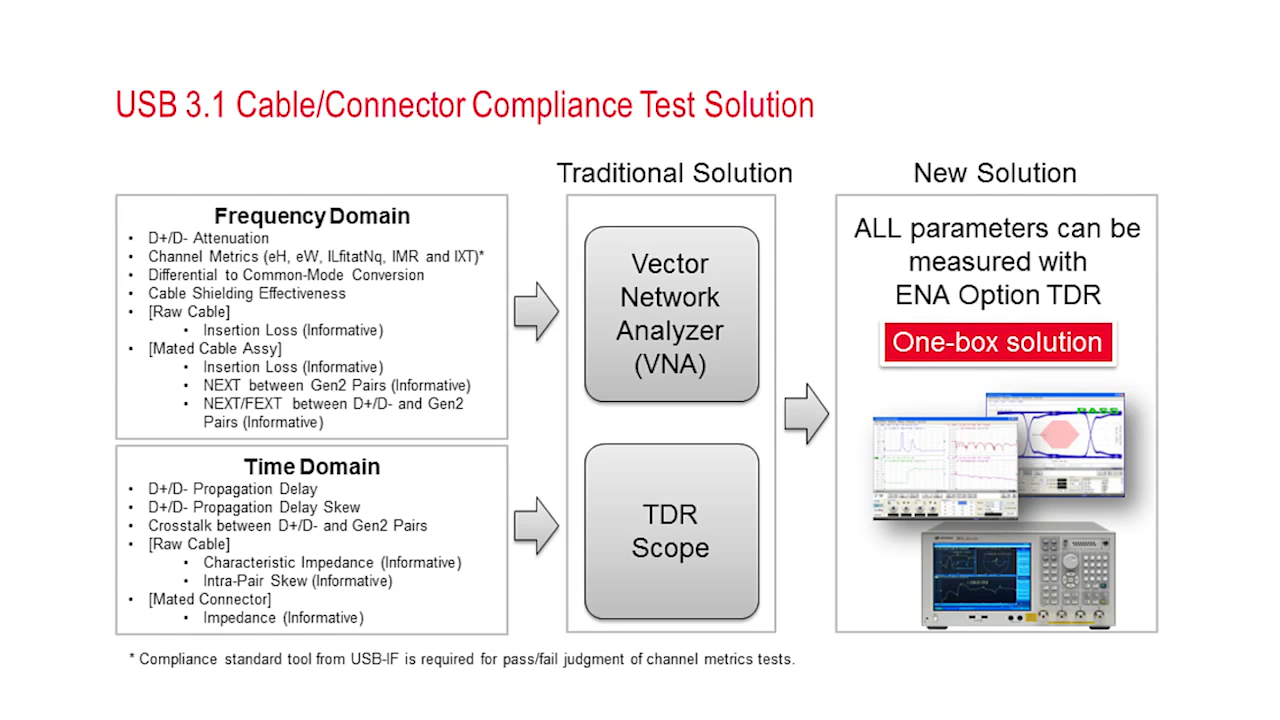 USB 3.1 Cable/Connector Compliance Test Solution
Traditional Solution
New Solution
Frequency Domain
• D+/D- Attenuation
• Channel Metrics (eH, eW, ILfitatNq, IMR and IXT)*
• Differential to Common-Mode Conversion
• Cable Shielding Effectiveness
• [Raw Cable]
• Insertion Loss (Informative)
• [Mated Cable Assy]
• Insertion Loss (Informative)
• NEXT between Gen2 Pairs (Informative)
• NEXT/FEXT between D+/D- and Gen2
Pairs (Informative)
Time Domain
• D+/D- Propagation Delay
• D+/D- Propagation Delay Skew
• Crosstalk between D+/D- and Gen2 Pairs
• [Raw Cable]
• Characteristic Impedance (Informative)
• Intra-Pair Skew (Informative)
• [Mated Connector]
• Impedance (Informative)
Vector
Network
Analyzer
(VNA)
TDR
Scope
ALL parameters can be
measured with
ENA Option TDR
One-box solution
PASS
* Compliance standard tool from USB-IF is required for pass/fail judgment of channel metrics tests.